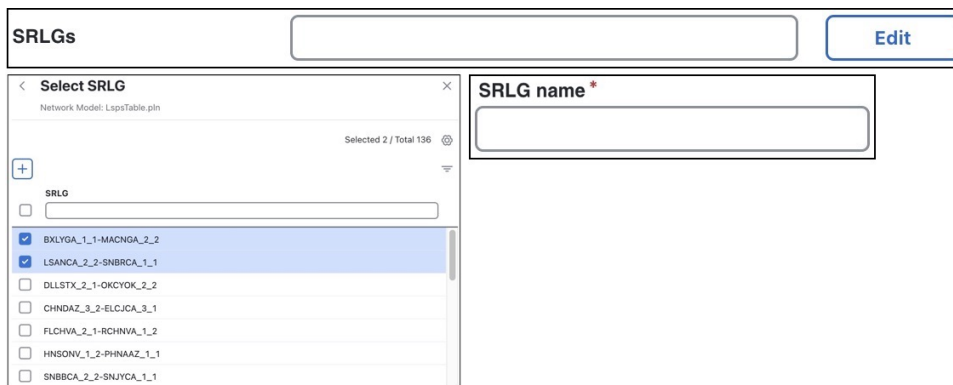 SRLGs
Edit
Select SRLG
Network Model: LspsTable.pln
Selected 2 / Total 136
SRLG
BXLYGA_1_1-MACNGA_2_2
LSANCA_2_2-SNBRCA_1_1
DLLSTX_2_1-OKCYOK_2_2
CHNDAZ_3_2-ELCJCA_3_1
FLCHVA_2_1-RCHNVA_1_2
HNSONV_1_2-PHNAAZ_1_1
SNBBCA_2_2-SNJYCA_1_1
SRLG name *